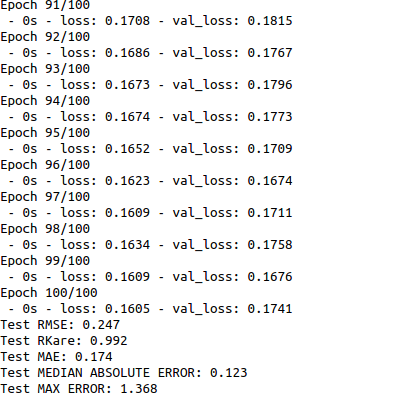 Epoch 91/100
- 0s - loss: 0.1708 - val_loss: 0.1815
Epoch 92/100
- 0s - loss: 0.1686 - val_loss: 0.1767
Epoch 93/100
- 0s - loss: 0.1673 - val_loss: 0.1796
Epoch 94/100
- 0s - loss: 0.1674 - val_loss: 0.1773
Epoch 95/100
- 0s - loss: 0.1652 - val_loss: 0.1709
Epoch 96/100
- 0s - loss: 0.1623 - val_loss: 0.1674
Epoch 97/100
- 0s - loss: 0.1609 - val_loss: 0.1711
Epoch 98/100
- 0s - loss: 0.1634 - val_loss: 0.1758
Epoch 99/100
- 0s - loss: 0.1609 - val_loss: 0.1676
Epoch 100/100
- 0s - loss: 0.1605 - val_loss: 0.1741
Test RMSE: 0.247
Test RKare: 0.992
Test MAE: 0.174
Test MEDIAN ABSOLUTE ERROR: 0.123
Test MAX ERROR: 1.368